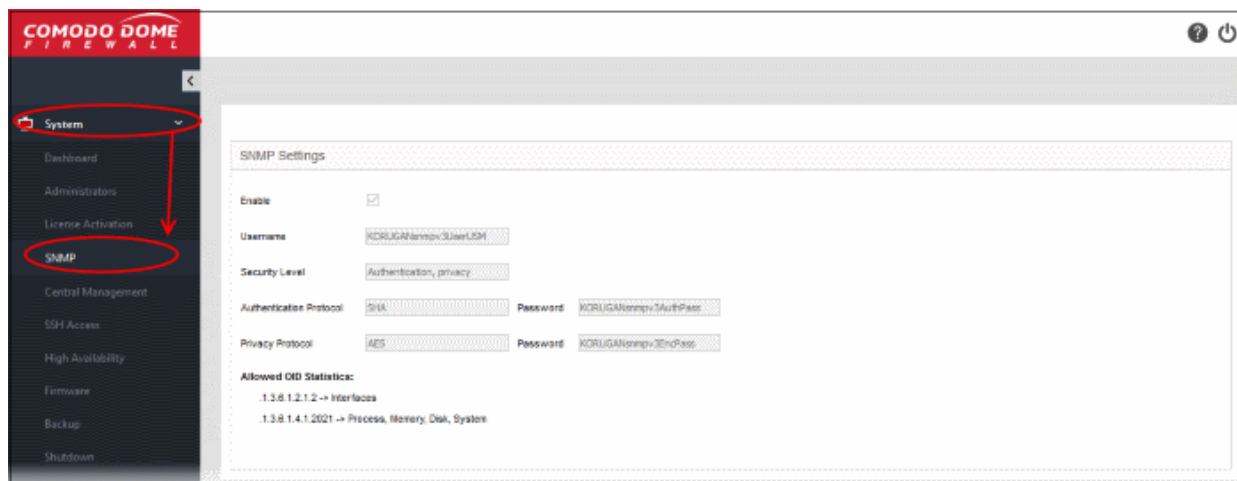 COMODO DOME
FIREWALL
System
Dashboard
Administrators
License Activation
SNMP
Central Management
SSH Access
High Availability
Firmware
Backup
Shutdown
SNMP Settings
Enable
Username KORUGANsnmpv3UserUSM
Security Level Authentication, privacy
Authentication Protocol SHA Password KORUGANsnmpv3AuthPass
Privacy Protocol AES Password KORUGANsnmpv3EncPass
Allowed OID Statistics:
.1.3.6.1.2.1.2 -> Interfaces
.1.3.6.1.4.1.2021 -> Process, Memory, Disk, System